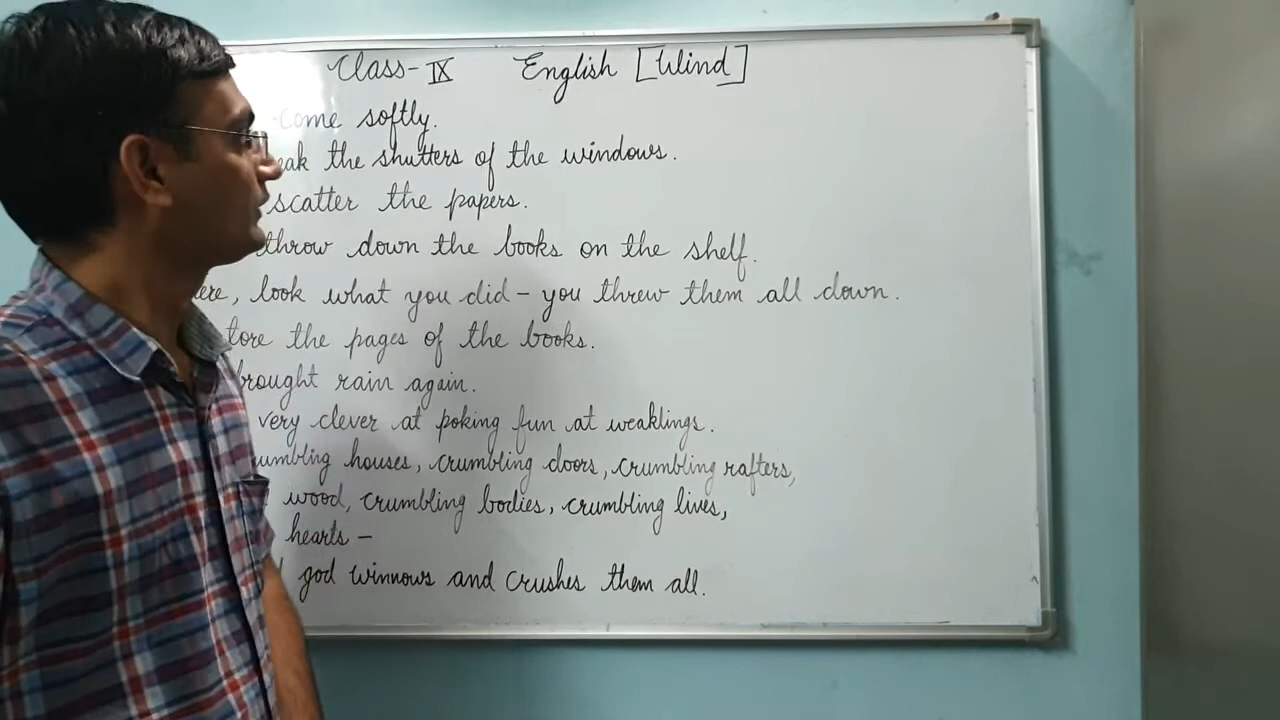 Class-IX English [Wind]
come softly.
the shutters of the windows.
scatter the papers.
throw down the books on the shelf.
look what you did - you threw them all down.
tore the pages of the books.
brought rain again.
very clever at poking fun at weaklings.
houses, crumbling doors, crumbling rafters,
wood, crumbling bodies, crumbling lives,
hearts -
god winnows and crushes them all.